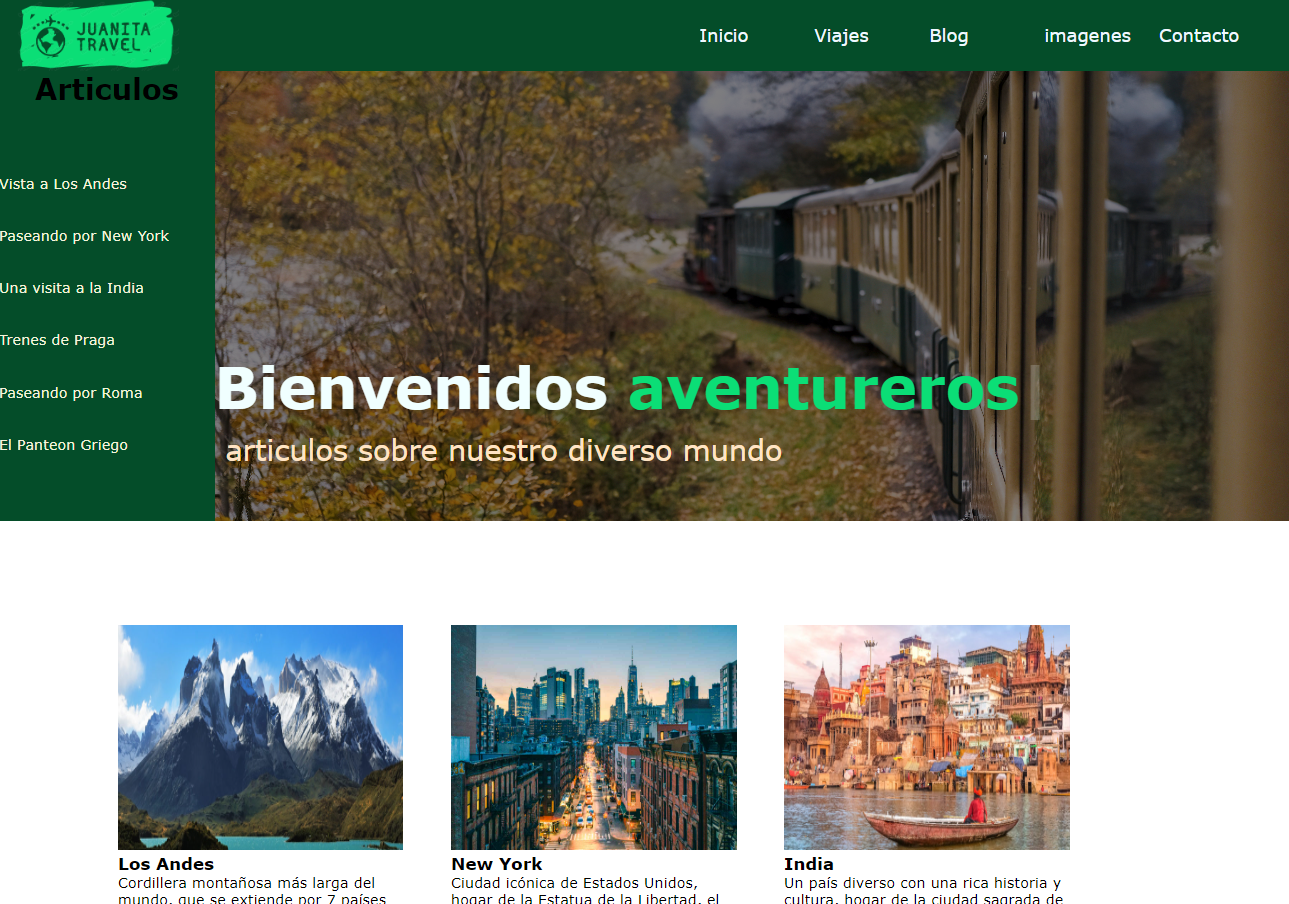 JUANITA
TRAVEL
Inicio Viajes Blog imagenes Contacto
Articulos
Vista a Los Andes
Paseando por New York
Una visita a la India
Trenes de Praga
Paseando por Roma
El Panteon Griego
Bienvenidos aventureros
articulos sobre nuestro diverso mundo
Los Andes
Cordillera montañosa más larga del
mundo, que se extiende por 7 países
New York
Ciudad icónica de Estados Unidos,
hogar de la Estatua de la Libertad, el
India
Un país diverso con una rica historia y
cultura, hogar de la ciudad sagrada de